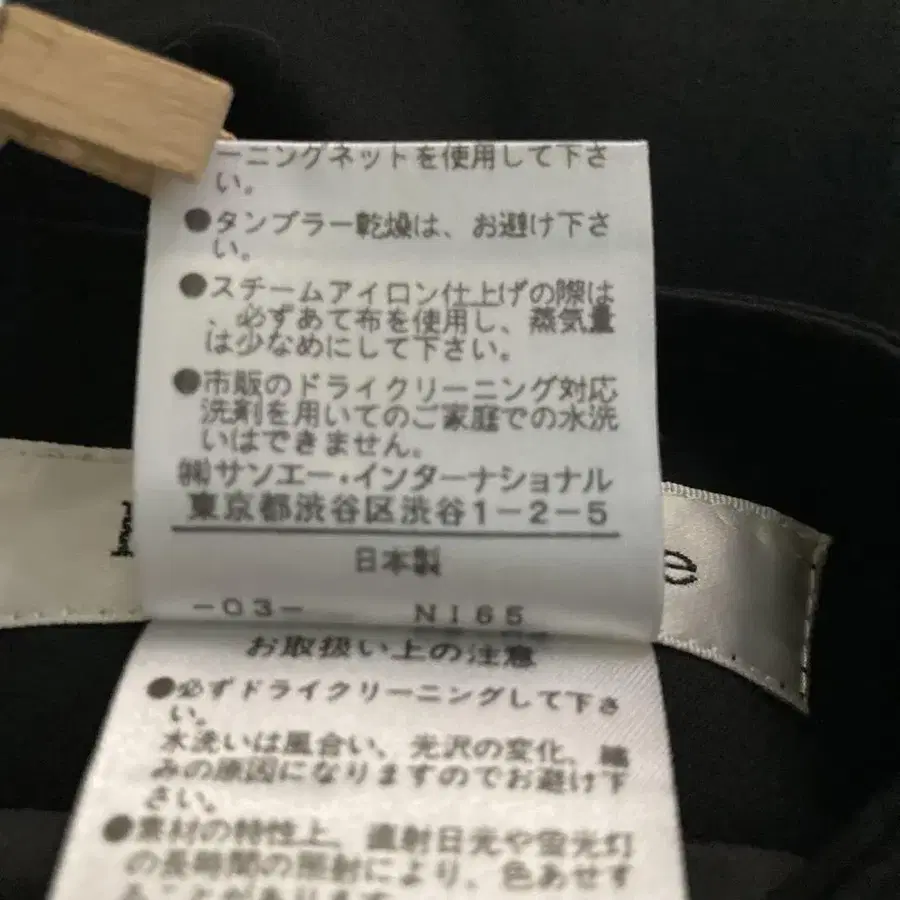 ーニングネットを使用して下さ
い。
●タンブラー乾燥は、お避け下さ
い。
●スチームアイロン仕上げの際は
、必ずあて布を使用し、蒸気量
は少なめにして下さい。
●市販のドライクリーニング対応
洗剤を用いてのご家庭での水洗
いはできません。
㈱サンエー・インターナショナル
東京都渋谷区渋谷1-2-5
日本製
-03- NI65
e
お取扱い上の注意
●必ずドライクリーニングして下さ
い。
水洗いは風合い、光沢の変化、縮
みの原因になりますのでお避け下
さい。
●素材の特性上、直射日光や蛍光灯
の長時間の照射により、色あせす
ることがあります